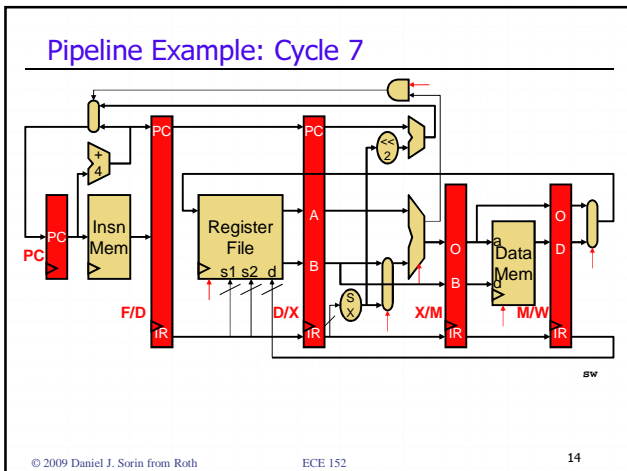 Pipeline Example: Cycle 7
PC
PC
<<
2
+
4
PC
Insn
Mem
Register
File
s1 s2 d
A
B
S
X
O
B
a
d
Data
Mem
O
D
PC
F/D
D/X
X/M
M/W
IR
IR
IR
IR
sw
© 2009 Daniel J. Sorin from Roth
ECE 152
14